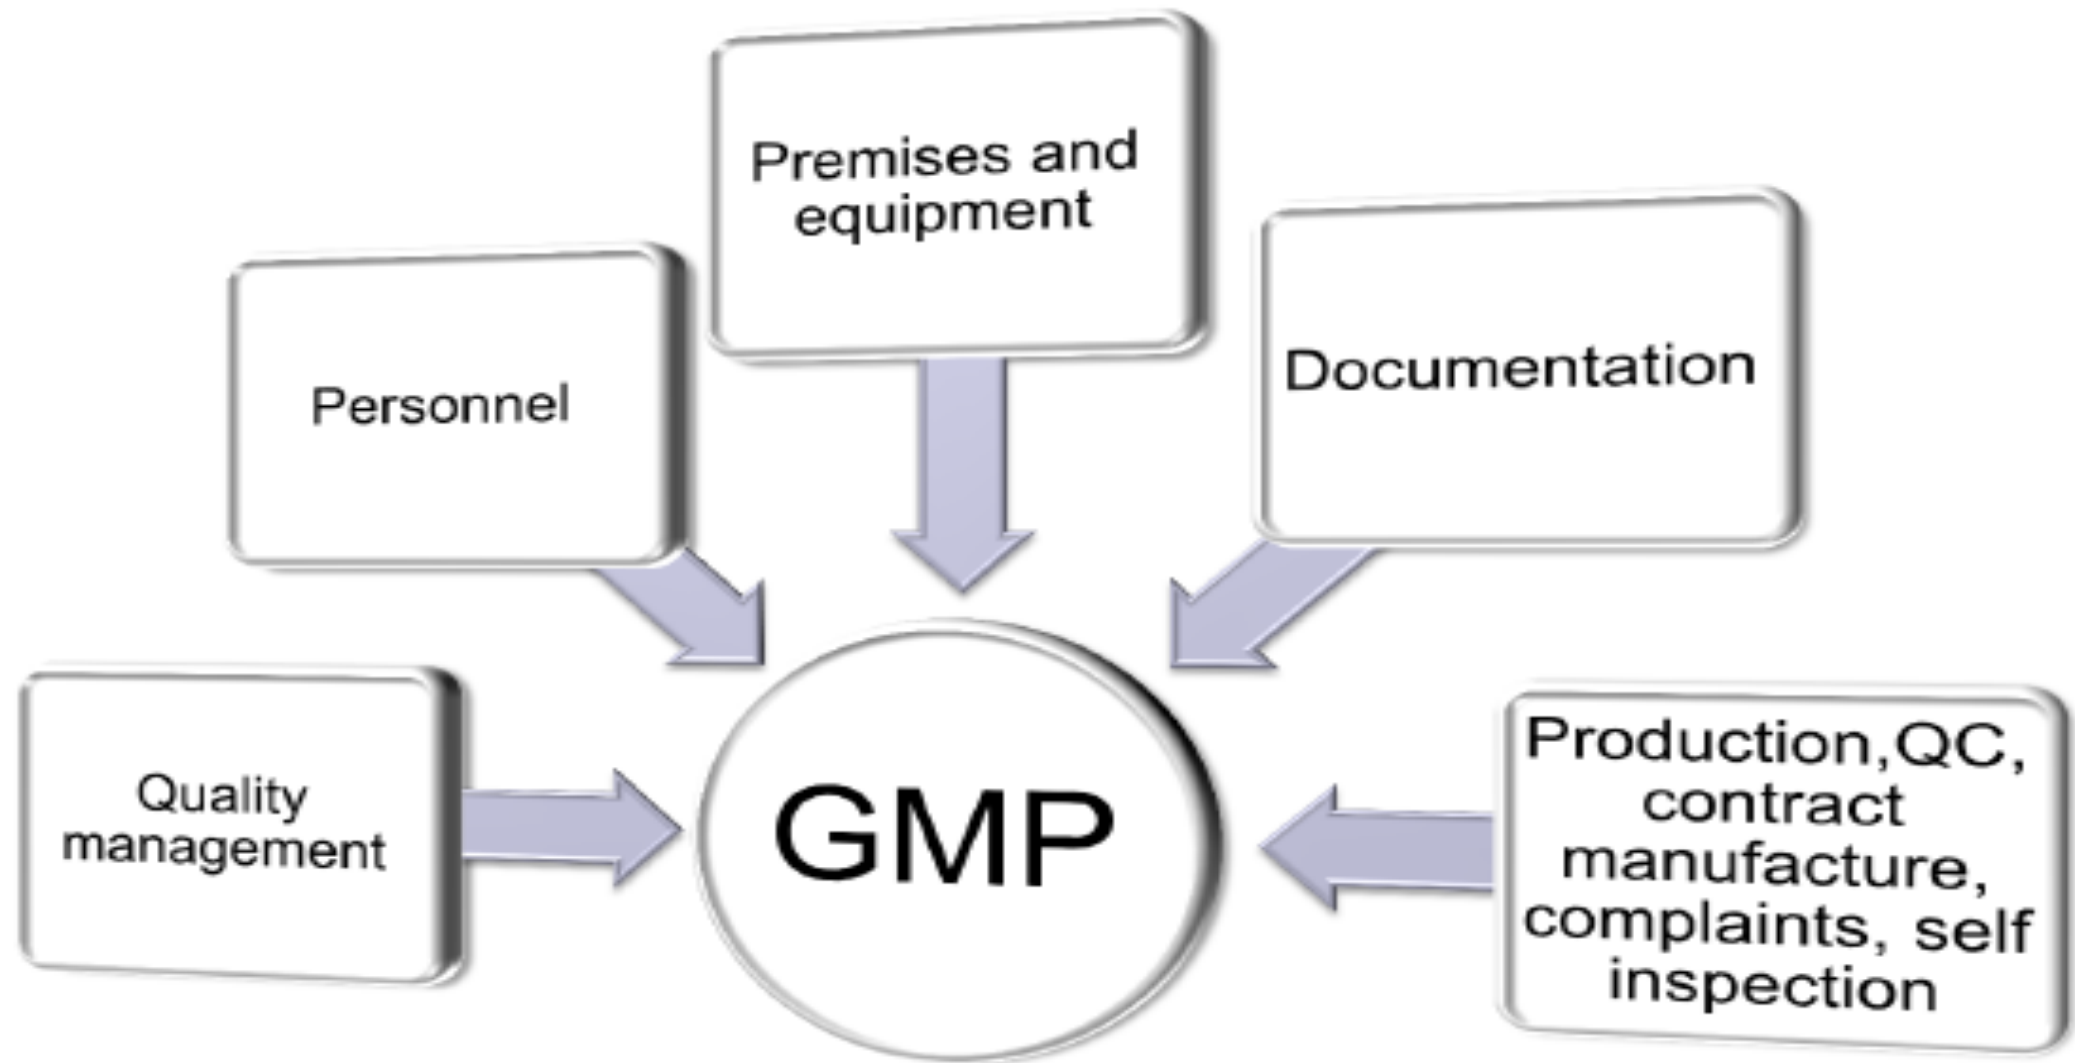 Premises and
equipment
Personnel
Documentation
Quality
management
GMP
Production,QC,
contract
manufacture,
complaints, self
inspection